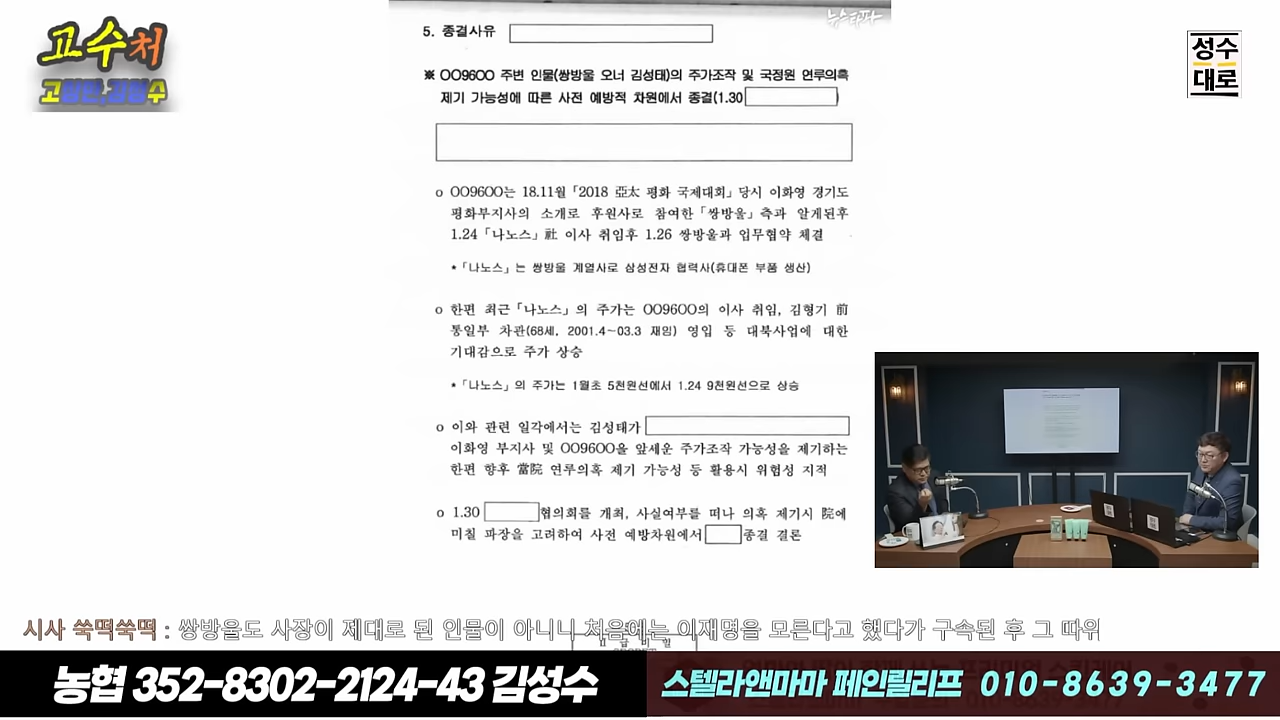 고수처
성수
대로
뉴스타파
5. 종결사유
※ OO96OO 주변 인물(쌍방울 오너 김성태)의 주가조작 및 국정원 연루의혹
제기 가능성에 따른 사전 예방적 차원에서 종결(1.30 )
o OO96OO는 18.11월「2018 亞太 평화 국제대회」당시 이화영 경기도
평화부지사의 소개로 후원사로 참여한「쌍방울」측과 알게된후
1.24「나노스」社 이사 취임후 1.26 쌍방울과 업무협약 체결
*「나노스」는 쌍방울 계열사로 삼성전자 협력사(휴대폰 부품 생산)
o 한편 최근「나노스」의 주가는 OO96OO의 이사 취임, 김형기 前
통일부 차관(68세, 2001.4~03.3 재임) 영입 등 대북사업에 대한
기대감으로 주가 상승
*「나노스」의 주가는 1월초 5천원선에서 1.24 9천원선으로 상승
o 이와 관련 일각에서는 김성태가
이화영 부지사 및 OO96OO을 앞세운 주가조작 가능성을 제기하는
한편 향후 當院 연루의혹 제기 가능성 등 활용시 위험성 지적
o 1.30 협의회를 개최, 사실여부를 떠나 의혹 제기시 院에
미칠 파장을 고려하여 사전 예방차원에서 종결 결론
시사 쑥떡쑥떡 : 쌍방울도 사장이 제대로 된 인물이 아니니 처음에는 이재명을 모른다고 했다가 구속된 후 그 따위
농협 352-8302-2124-43 김성수
스텔라앤마마 페인릴리프 010-8639-3477